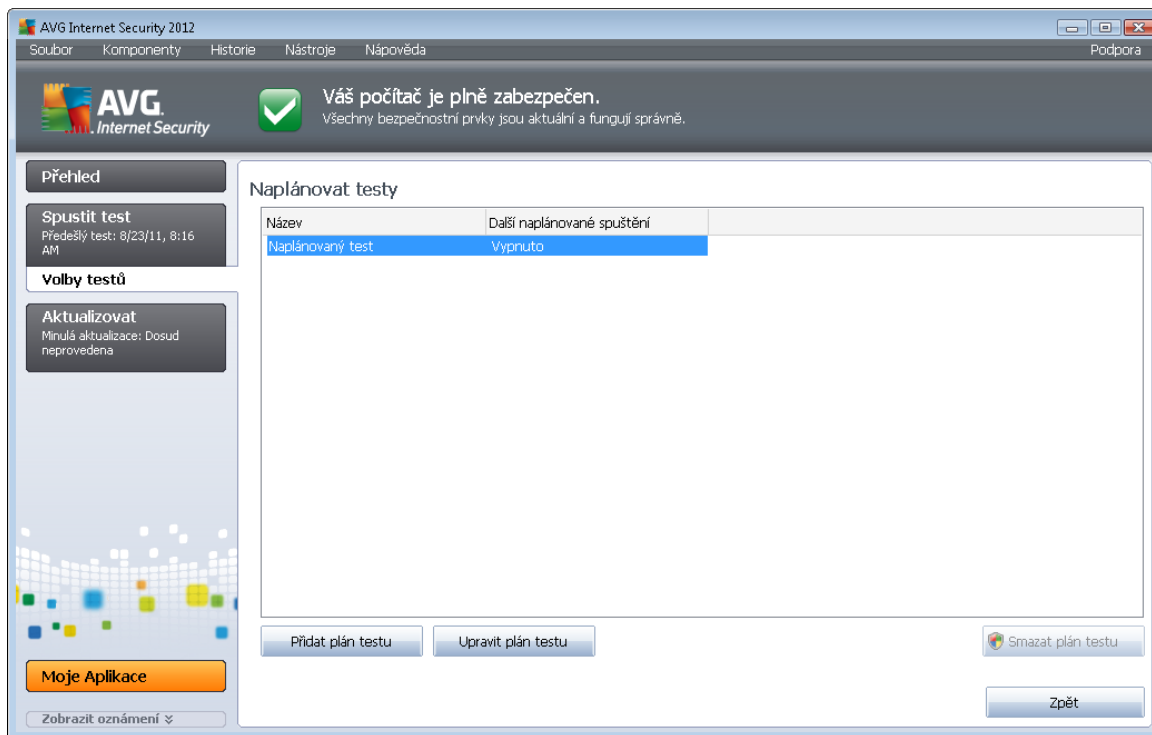 AVG Internet Security 2012
Soubor Komponenty Historie Nástroje Nápověda Podpora
AVG.
Internet Security
Váš počítač je plně zabezpečen.
Všechny bezpečnostní prvky jsou aktuální a fungují správně.
Přehled
Spustit test
Předešlý test: 8/23/11, 8:16
AM
Volby testů
Aktualizovat
Minulá aktualizace: Dosud
neprovedena
Moje Aplikace
Zobrazit oznámení
Naplánovat testy
Název Další naplánované spuštění
Naplánovaný test Vypnuto
Přidat plán testu Upravit plán testu Smazat plán testu
Zpět